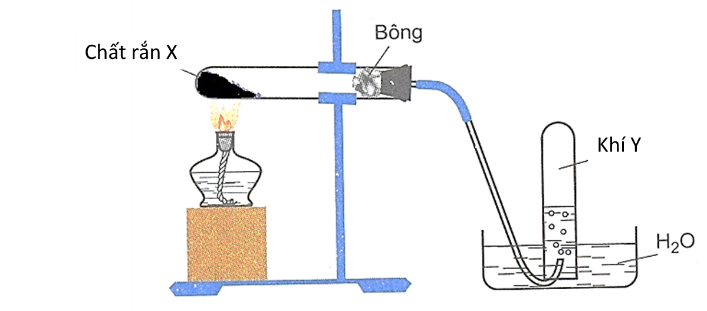 Bông
Chất rắn X
Khí Y
H₂O